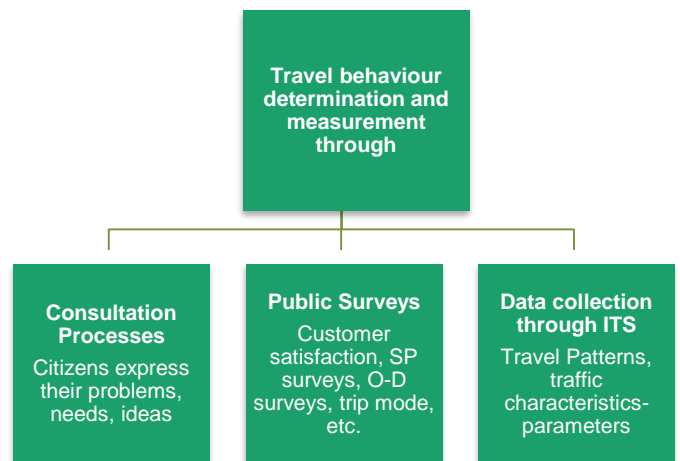 Travel behaviour
determination and
measurement
through
Consultation
Processes
Citizens express
their problems,
needs, ideas
Public Surveys
Customer
satisfaction, SP
surveys, O-D
surveys, trip mode,
etc.
Data collection
through ITS
Travel Patterns,
traffic
characteristics-
parameters